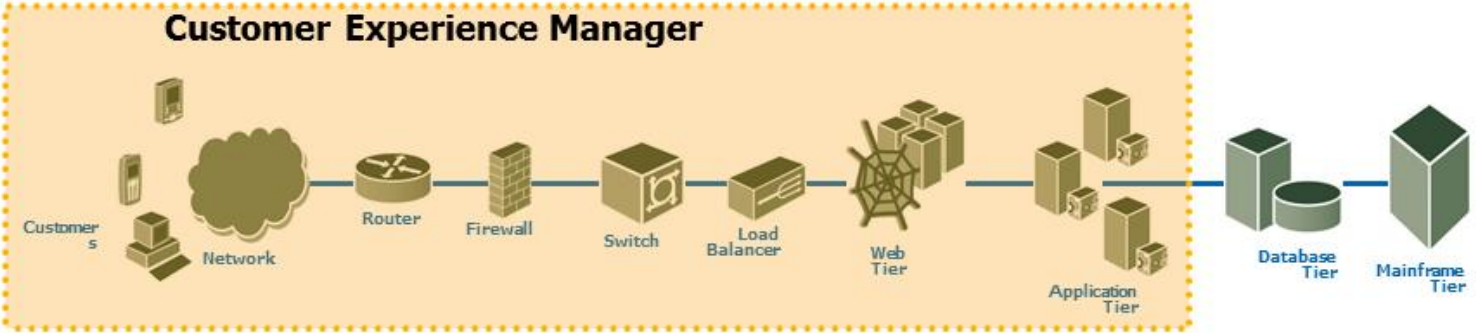 Customer Experience Manager
Customer
s
Network
Router
Firewall
Switch
Load
Balancer
Web
Tier
Application
Tier
Database
Tier
Mainframe
Tier